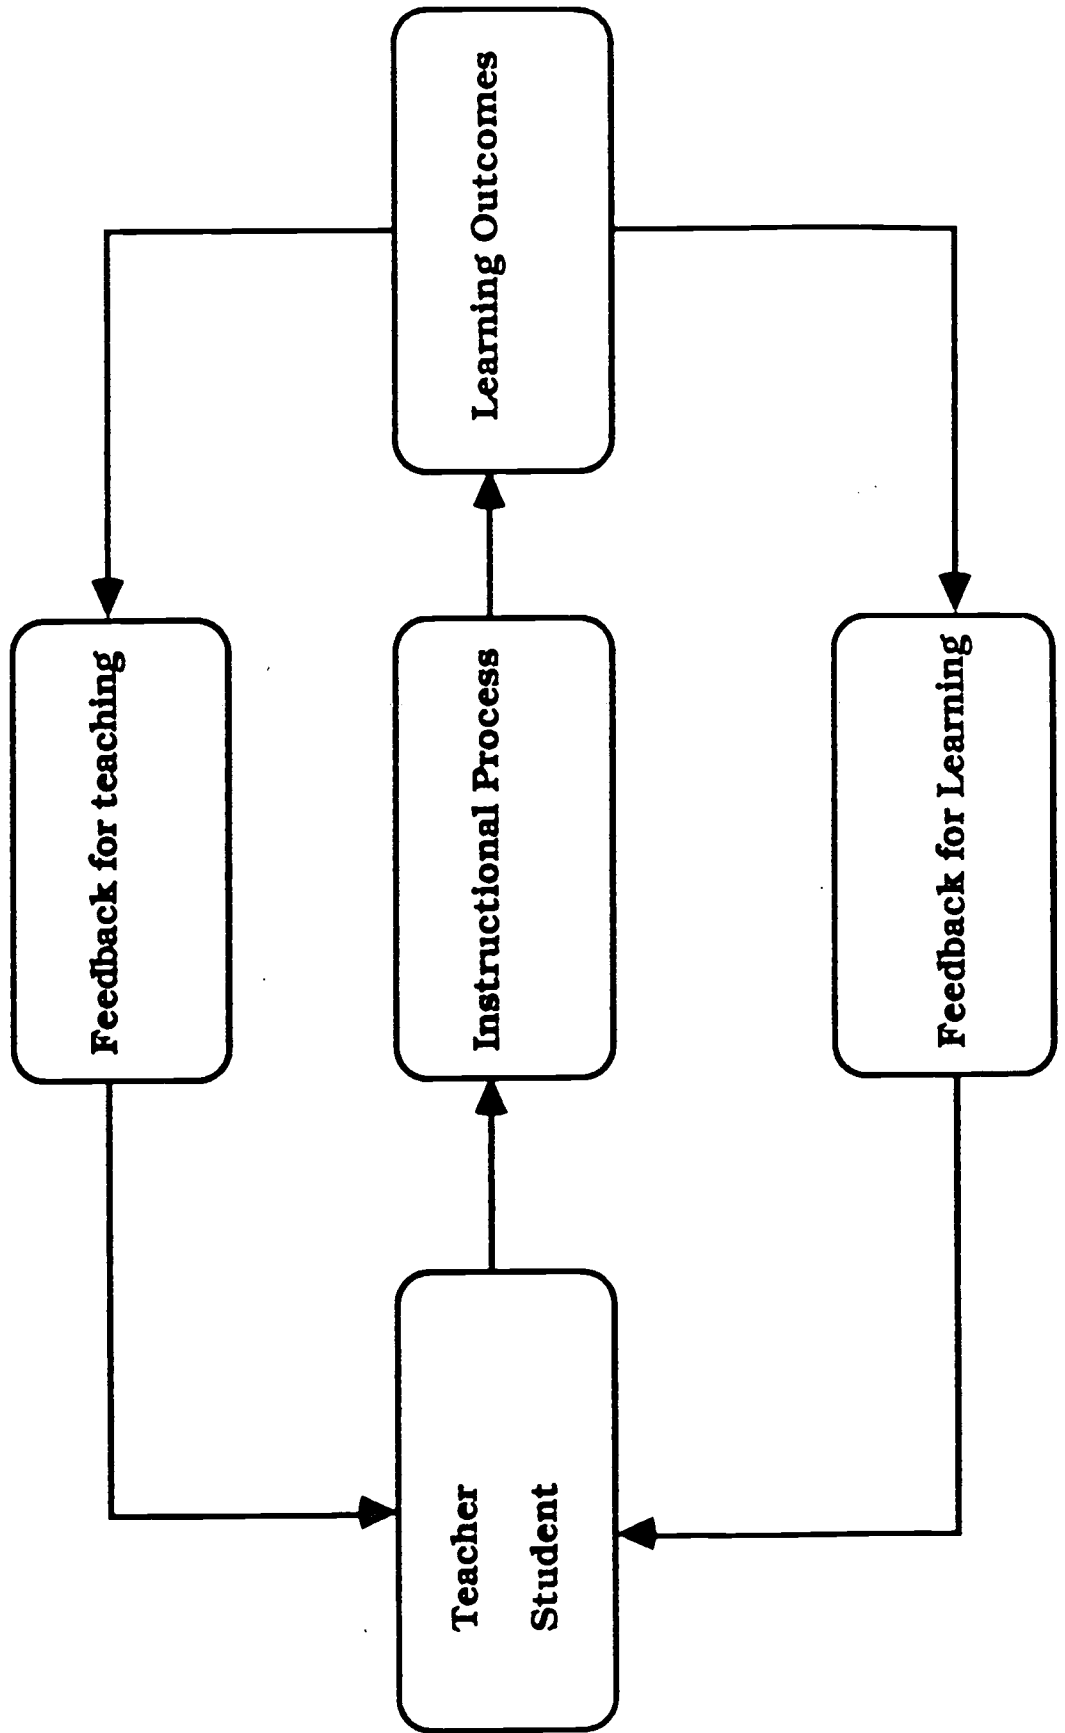 Feedback for teaching
Teacher
Student
Instructional Process
Learning Outcomes
Feedback for Learning